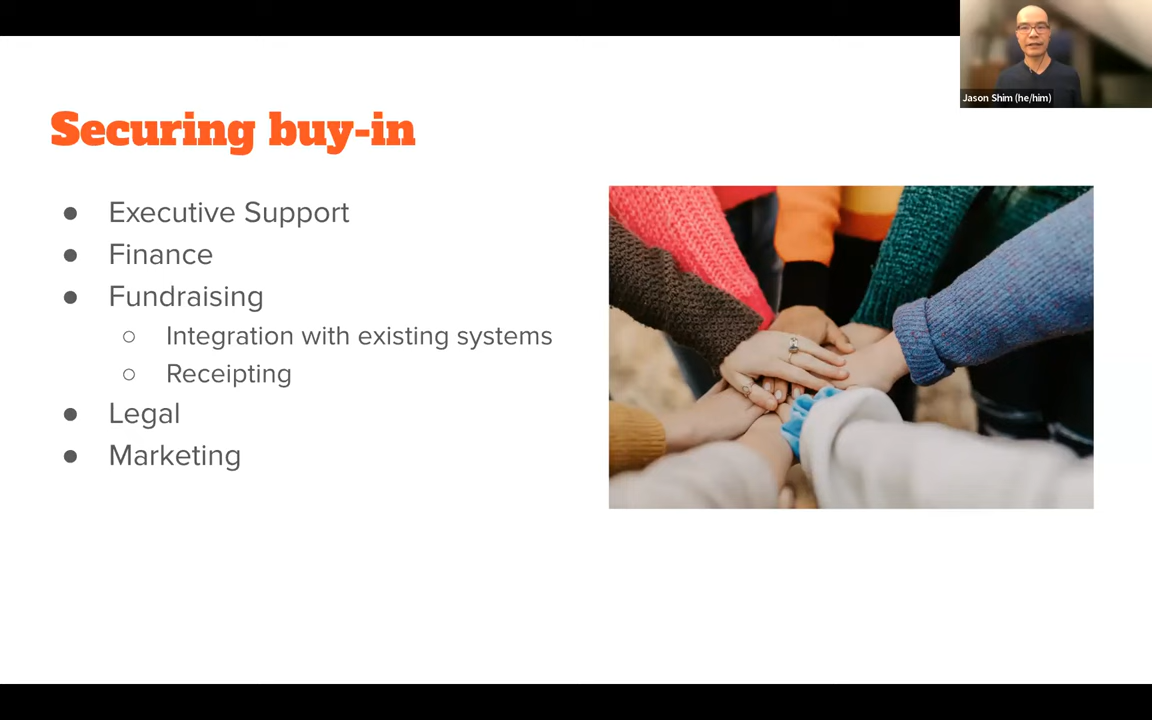 Securing buy-in
● Executive Support
● Finance
● Fundraising
○ Integration with existing systems
○ Receipting
● Legal
● Marketing
Jason Shim (he/him)